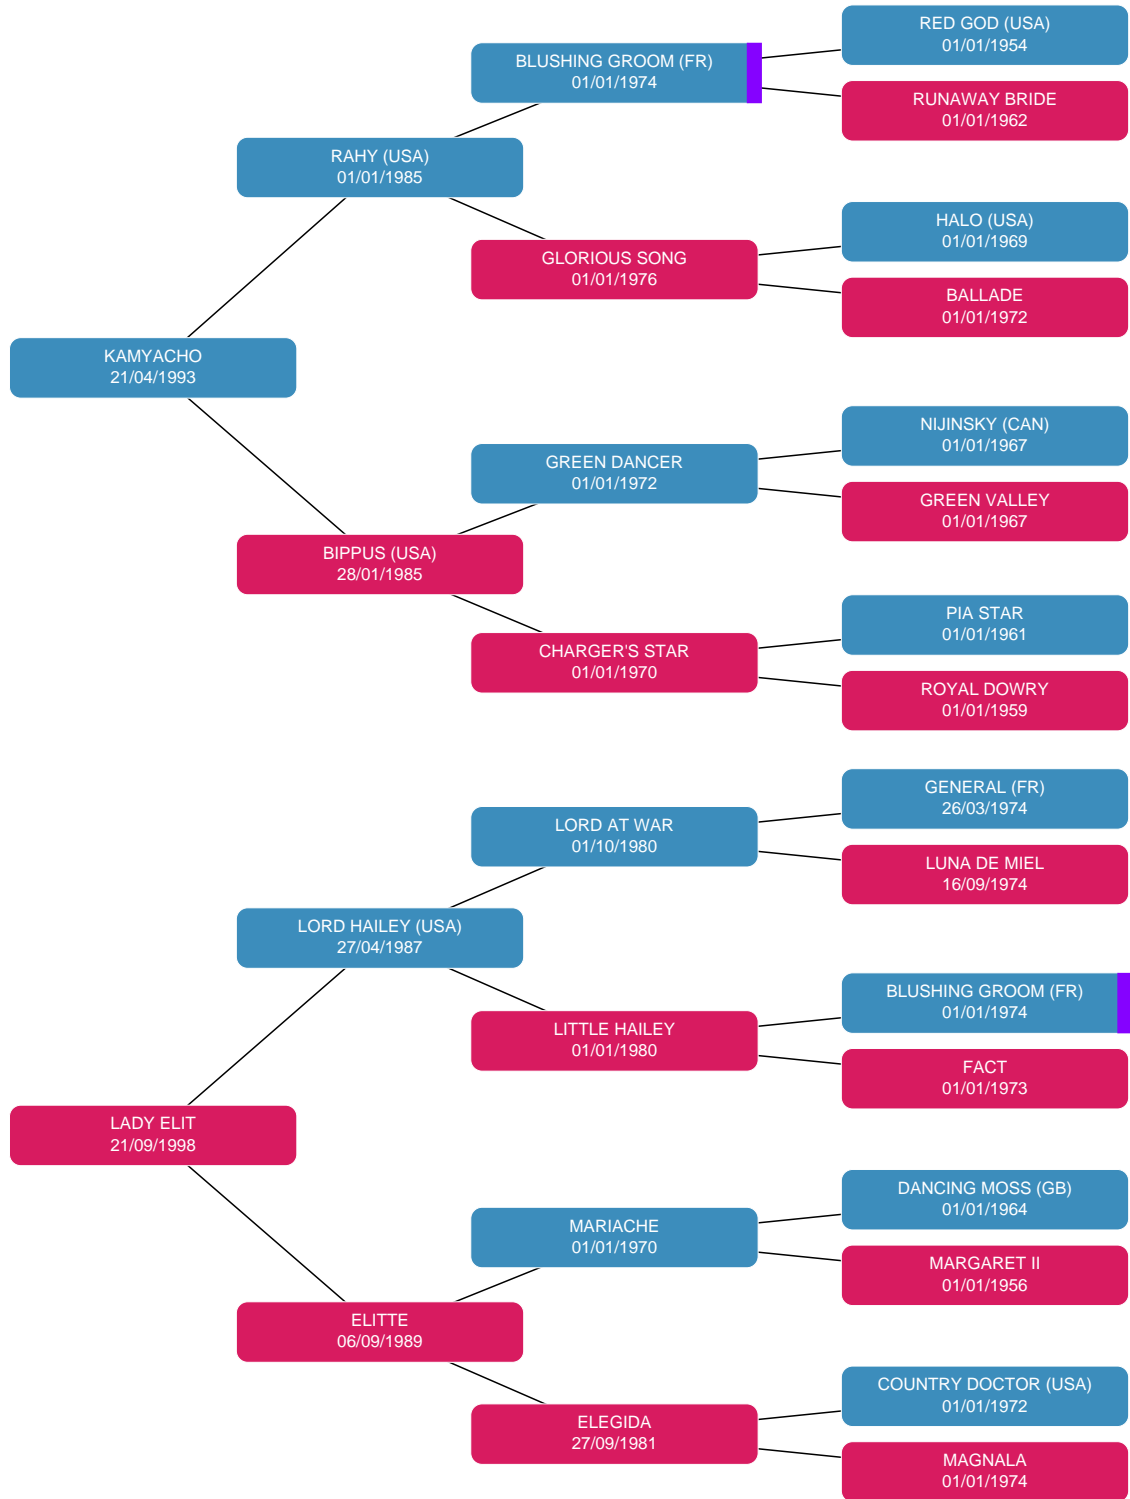 RED GOD (USA)
01/01/1954
BLUSHING GROOM (FR)
01/01/1974
RUNAWAY BRIDE
01/01/1962
RAHY (USA)
01/01/1985
HALO (USA)
01/01/1969
GLORIOUS SONG
01/01/1976
BALLADE
01/01/1972
KAMYACHO
21/04/1993
NIJINSKY (CAN)
01/01/1967
GREEN DANCER
01/01/1972
GREEN VALLEY
01/01/1967
BIPPUS (USA)
28/01/1985
PIA STAR
01/01/1961
CHARGER'S STAR
01/01/1970
ROYAL DOWRY
01/01/1959
GENERAL (FR)
26/03/1974
LORD AT WAR
01/10/1980
LUNA DE MIEL
16/09/1974
LORD HAILEY (USA)
27/04/1987
BLUSHING GROOM (FR)
01/01/1974
LITTLE HAILEY
01/01/1980
FACT
01/01/1973
LADY ELIT
21/09/1998
DANCING MOSS (GB)
01/01/1964
MARIACHE
01/01/1970
MARGARET II
01/01/1956
ELITTE
06/09/1989
COUNTRY DOCTOR (USA)
01/01/1972
ELEGIDA
27/09/1981
MAGNALA
01/01/1974